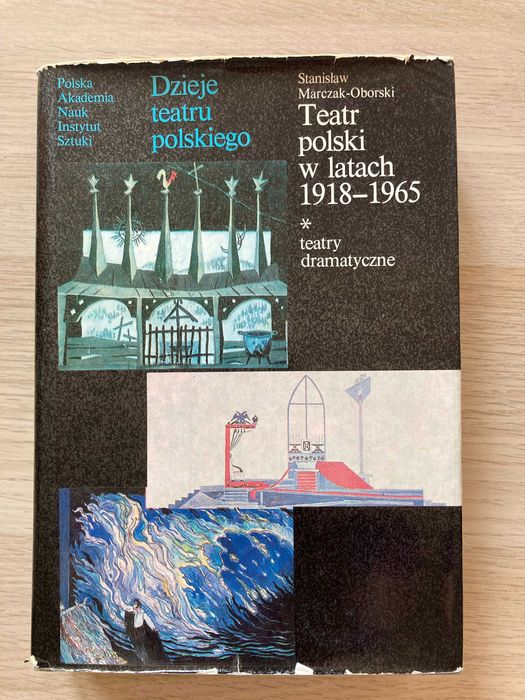 Polska
Akademia
Nauk
Instytut
Sztuki
Dzieje
teatru
polskiego
Stanisław
Marczak-Oborski
Teatr
polski
w latach
1918–1965
*
teatry
dramatyczne